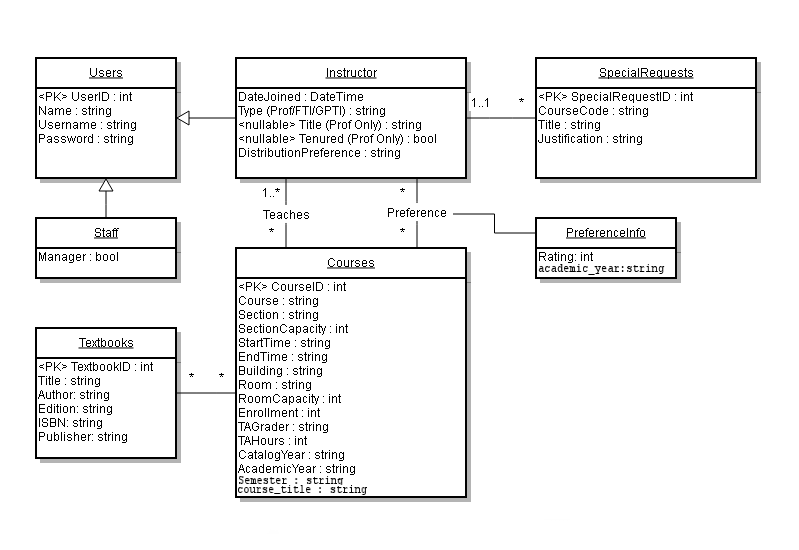 Users
<PK> UserID : int
Name : string
Username : string
Password : string
Instructor
DateJoined : DateTime
Type (Prof/FTI/GPTI) : string
<nullable> Title (Prof Only) : string
<nullable> Tenured (Prof Only) : bool
DistributionPreference : string
1..1
*
SpecialRequests
<PK> SpecialRequestID : int
CourseCode : string
Title : string
Justification : string
1..*
Teaches
*
*
Preference
*
Staff
Manager : bool
PreferenceInfo
Rating: int
academic_year:string
Courses
<PK> CourseID : int
Course : string
Section : string
SectionCapacity : int
StartTime : string
EndTime : string
Building : string
Room : string
RoomCapacity : int
Enrollment : int
TAGrader : string
TAHours : int
CatalogYear : string
AcademicYear : string
Semester : string
course_title : string
Textbooks
<PK> TextbookID : int
Title : string
Author: string
Edition: string
ISBN: string
Publisher: string
*
*